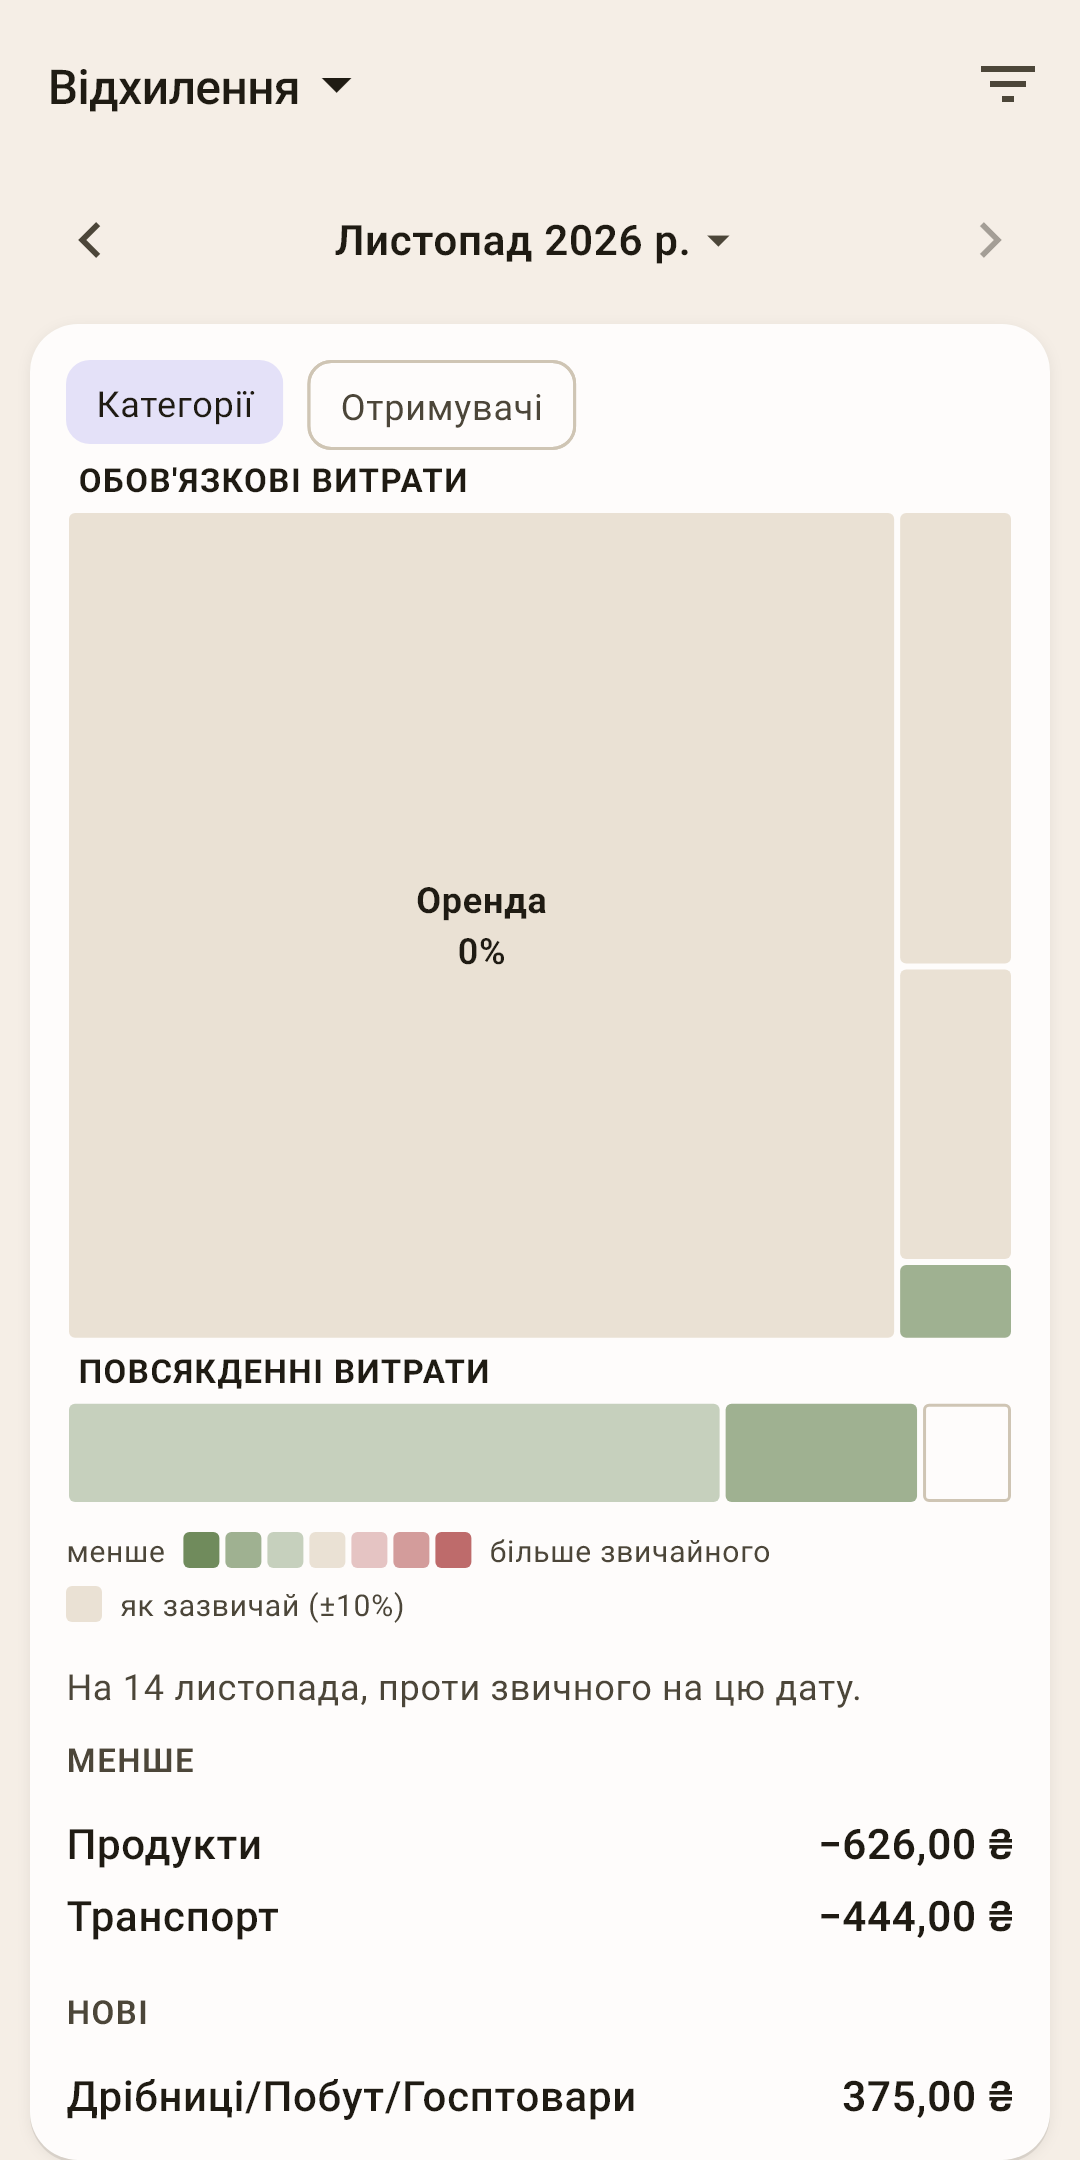 Відхилення
Листопад 2026 р.
Категорії
Отримувачі
ОБОВ'ЯЗКОВІ ВИТРАТИ
Оренда
0%
ПОВСЯКДЕННІ ВИТРАТИ
менше
більше звичайного
як зазвичай (±10%)
На 14 листопада, проти звичного на цю дату.
МЕНШЕ
Продукти −626,00 ₴
Транспорт −444,00 ₴
НОВІ
Дрібниці/Побут/Госптовари 375,00 ₴